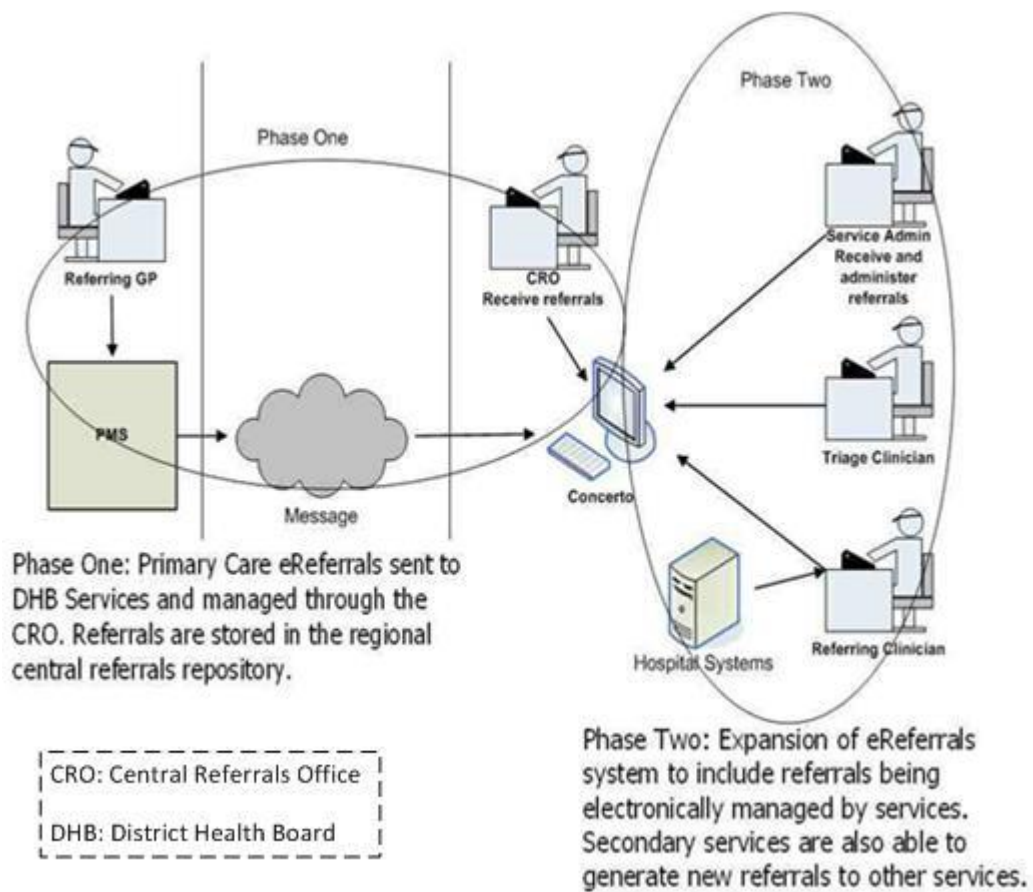 Phase Two
Phase One
Referring GP
CRO
Receive referrals
Service Admin
Receive and
administer
referrals
PMS
Message
Concerto
Triage Clinician
Hospital Systems
Referring Clinician
Phase One: Primary Care eReferrals sent to
DHB Services and managed through the
CRO. Referrals are stored in the regional
central referrals repository.
CRO: Central Referrals Office
DHB: District Health Board
Phase Two: Expansion of eReferrals
system to include referrals being
electronically managed by services.
Secondary services are also able to
generate new referrals to other services.